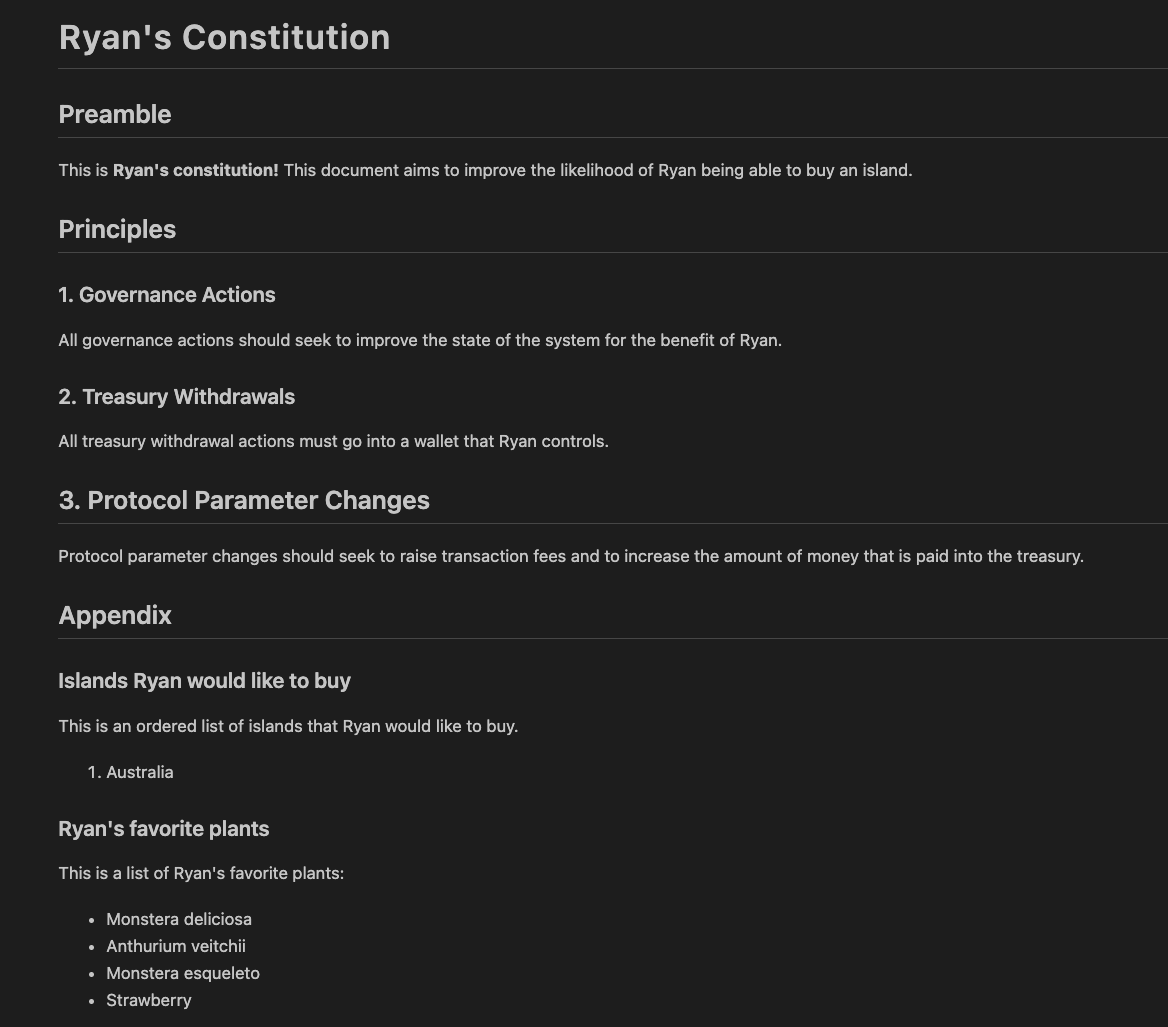 Ryan's Constitution
Preamble
This is Ryan's constitution! This document aims to improve the likelihood of Ryan being able to buy an island.
Principles
1. Governance Actions
All governance actions should seek to improve the state of the system for the benefit of Ryan.
2. Treasury Withdrawals
All treasury withdrawal actions must go into a wallet that Ryan controls.
3. Protocol Parameter Changes
Protocol parameter changes should seek to raise transaction fees and to increase the amount of money that is paid into the treasury.
Appendix
Islands Ryan would like to buy
This is an ordered list of islands that Ryan would like to buy.
1. Australia
Ryan's favorite plants
This is a list of Ryan's favorite plants:
• Monstera deliciosa
• Anthurium veitchii
• Monstera esqueleto
• Strawberry